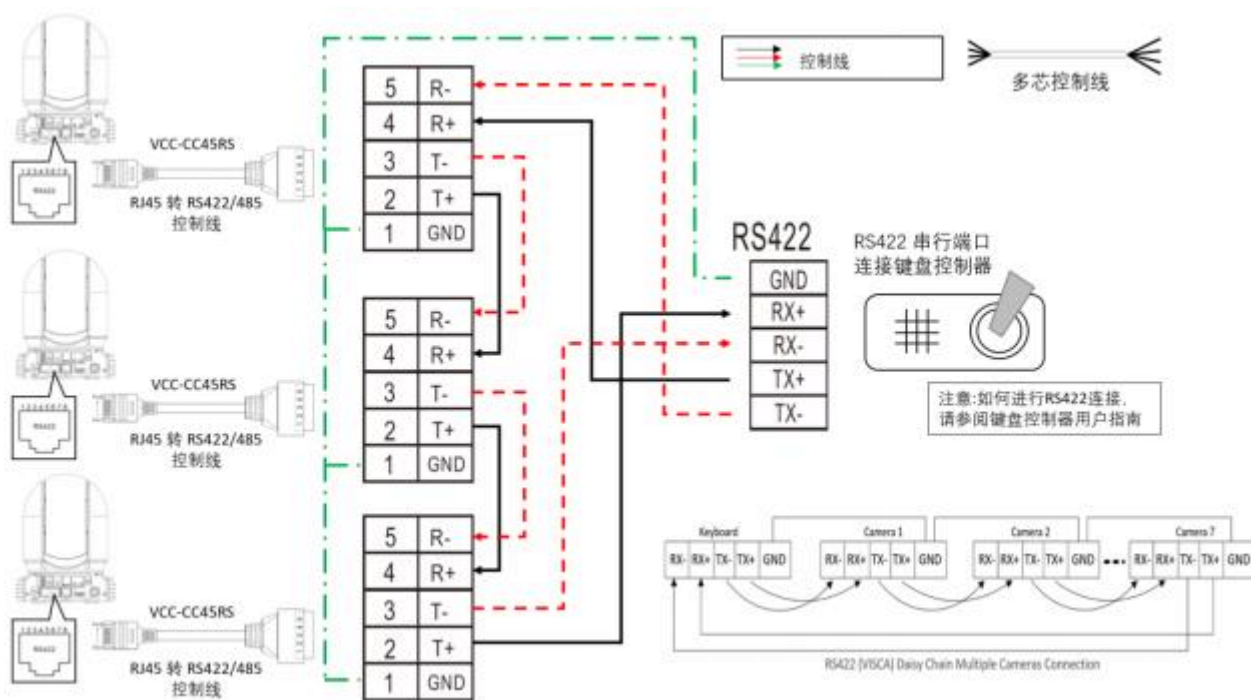 控制线
多芯控制线
5 R-
4 R+
3 T-
2 T+
1 GND
VCC-CC45RS
RJ45 转 RS422/485
控制线
12345678
RS422
5 R-
4 R+
3 T-
2 T+
1 GND
VCC-CC45RS
RJ45 转 RS422/485
控制线
12345678
RS422
5 R-
4 R+
3 T-
2 T+
1 GND
VCC-CC45RS
RJ45 转 RS422/485
控制线
12345678
RS422
RS422
GND
RX+
RX-
TX+
TX-
RS422 串行端口
连接键盘控制器
注意:如何进行RS422连接,
请参阅键盘控制器用户指南
Keyboard Camera 1 Camera 2 Camera 7
RX- RX+ TX- TX+ GND RX- RX+ TX- TX+ GND RX- RX+ TX- TX+ GND RX- RX+ TX- TX+ GND
RS422 (VISCA) Daisy Chain Multiple Cameras Connection